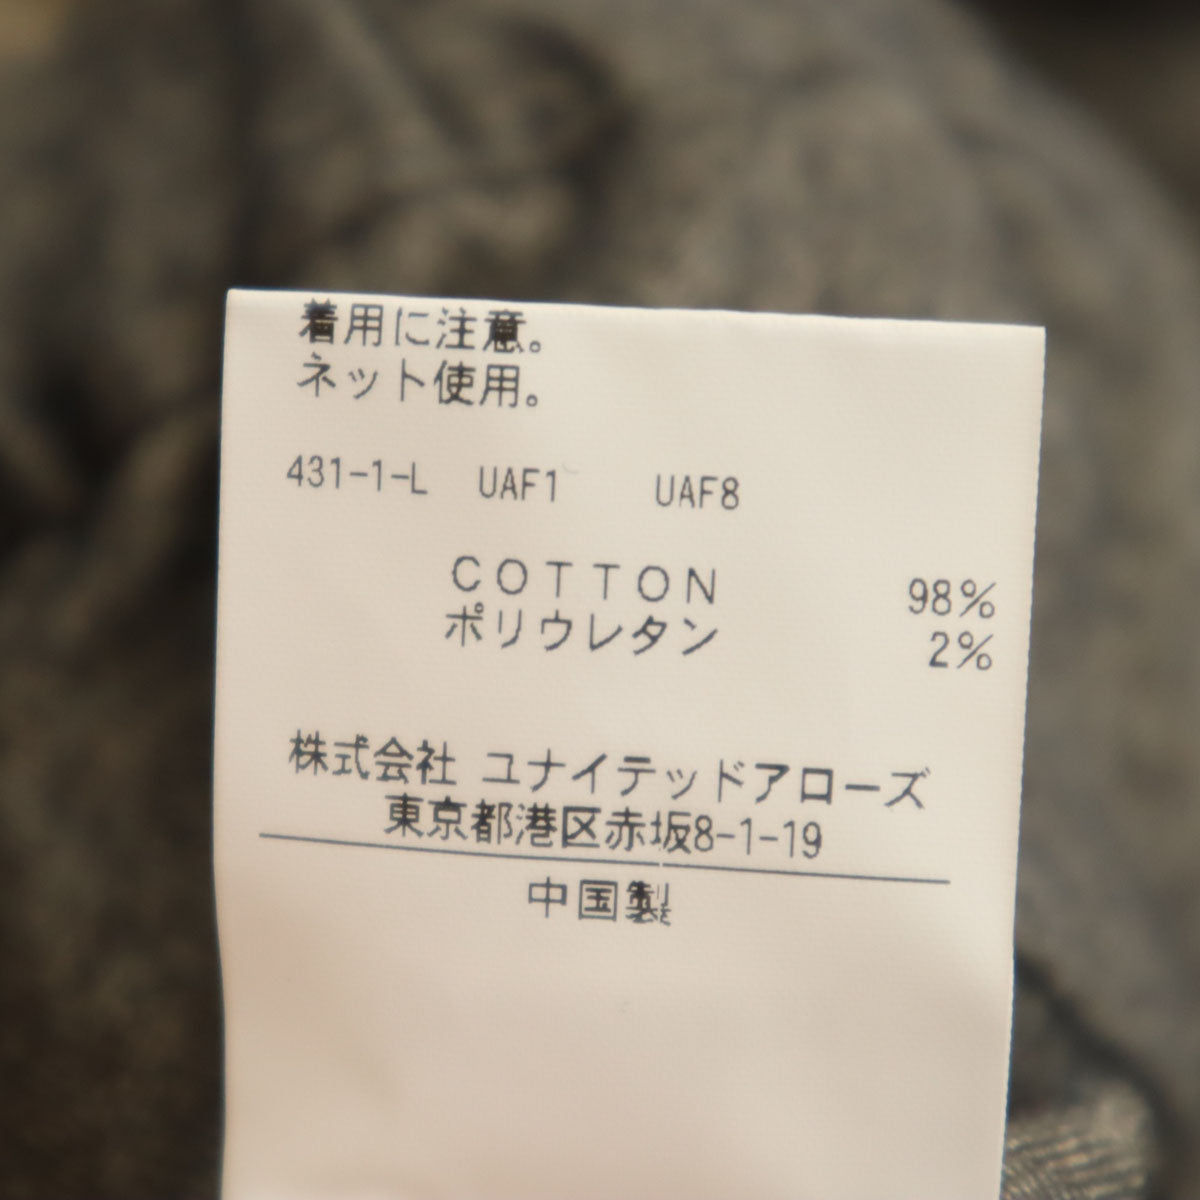 着用に注意。
ネット使用。
431-1-L UAF1 UAF8
COTTON 98%
ポリウレタン 2%
株式会社 ユナイテッドアローズ
東京都港区赤坂8-1-19
中国製